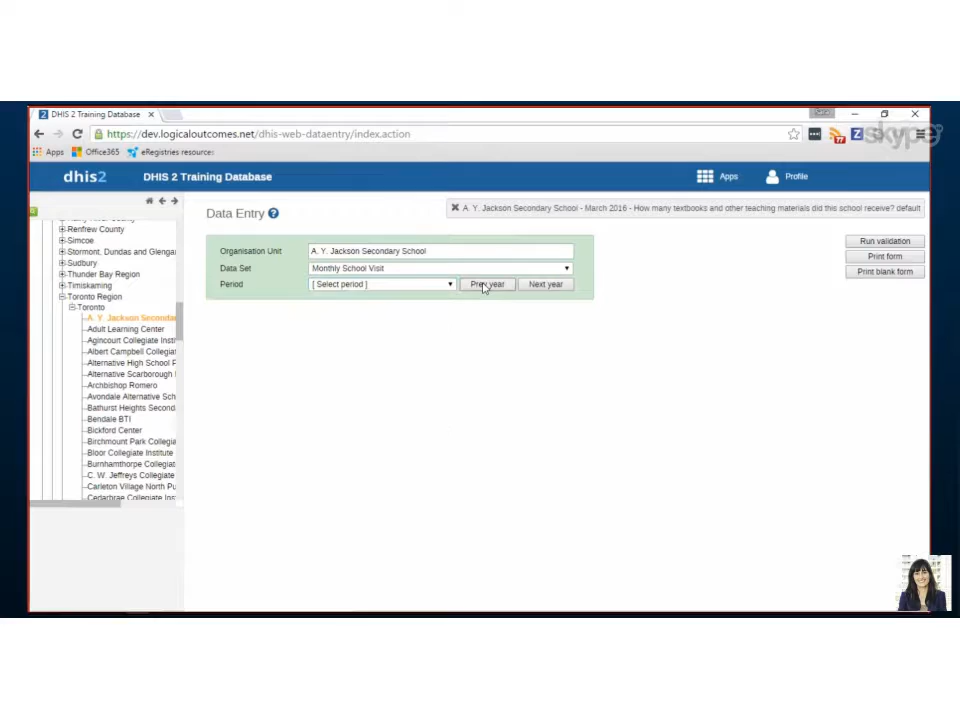 DHIS 2 Training Database
https://dev.logicaloutcomes.net/dhis-web-dataentry/index.action
skype
Apps Office365 eRegistries resource:
dhis2 DHIS 2 Training Database Apps Profile
Data Entry
A. Y. Jackson Secondary School - March 2016 - How many textbooks and other teaching materials did this school receive? default
Organisation Unit A. Y. Jackson Secondary School
Data Set Monthly School Visit
Period [ Select period ] Prev year Next year
Run validation
Print form
Print blank form
Renfrew County
Simcoe
Stormont, Dundas and Glengar
Sudbury
Thunder Bay Region
Timiskaming
Toronto Region
Toronto
A. Y. Jackson Secondar
Adult Learning Center
Agincourt Collegiate Insti
Albert Campbell Collegiat
Alternative High School P
Alternative Scarborough
Archbishop Romero
Avondale Alternative Sch
Bathurst Heights Second
Bendale BTI
Bickford Center
Birchmount Park Collegia
Bloor Collegiate Institute
Burnhamthorpe Collegiat
C. W. Jeffreys Collegiate
Carleton Village North Pu
Cedarbrae Collegiate Ins